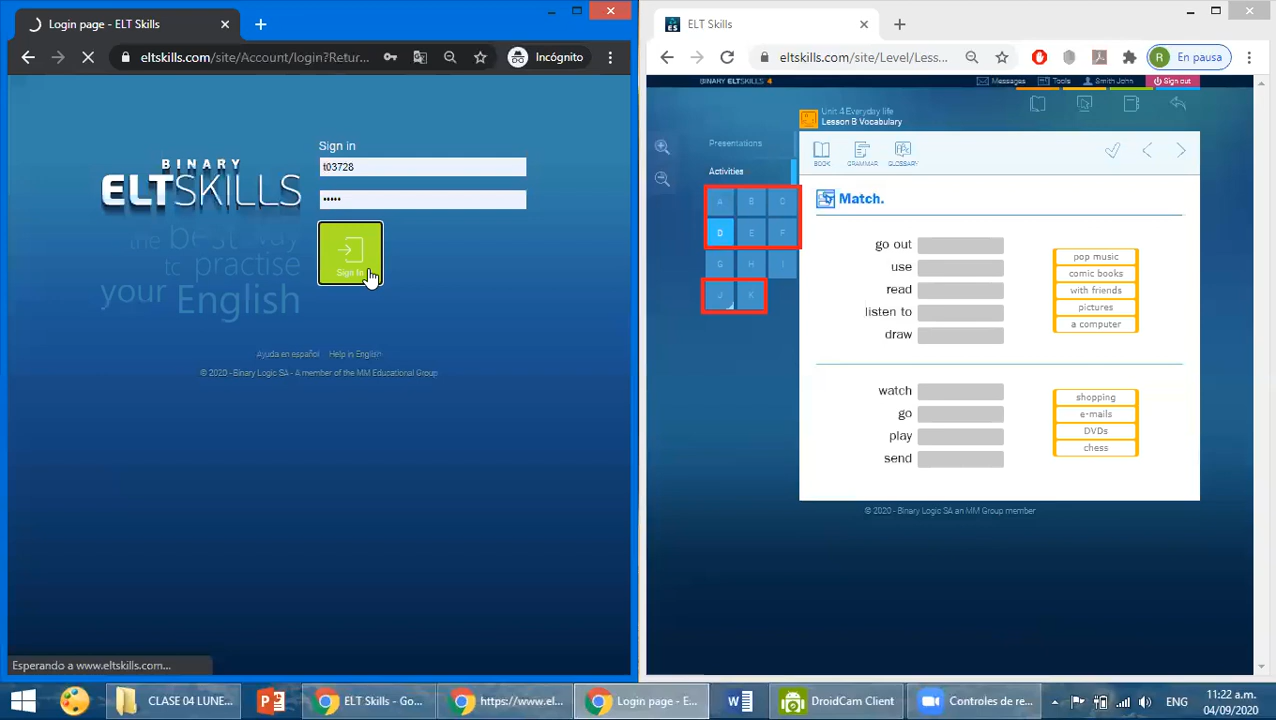 Login page - ELT Skills
eltskills.com/site/Account/login?Retur...
Incógnito
Sign in
t03728
•••••
BINARY
ELTSKILLS
the best way
to practise
your English
Sign In
Ayuda en español Help in English
© 2020 -Binary Logic SA - A member of the MM Educational Group
Esperando a www.eltskills.com...
ES
ELT Skills
eltskills.com/site/Level/Less...
R
En pausa
BINARY ELTSKILLS 4
Messages
Tools
Smith John
Sign out
Unit 4 Everyday life
Lesson B Vocabulary
Presentations
Activities
A B C
D E F
G H I
J K
BOOK
GRAMMAR
GLOSSARY
Match.
go out
use
read
listen to
draw
pop music
comic books
with friends
pictures
a computer
watch
go
play
send
shopping
e-mails
DVDs
chess
© 2020 - Binary Logic SA an MM Group member
CLASE 04 LUNE...
ELT Skills - Go...
https://www.el...
Login page - E...
DroidCam Client
Controles de re...
ENG
11:22 a.m.
04/09/2020